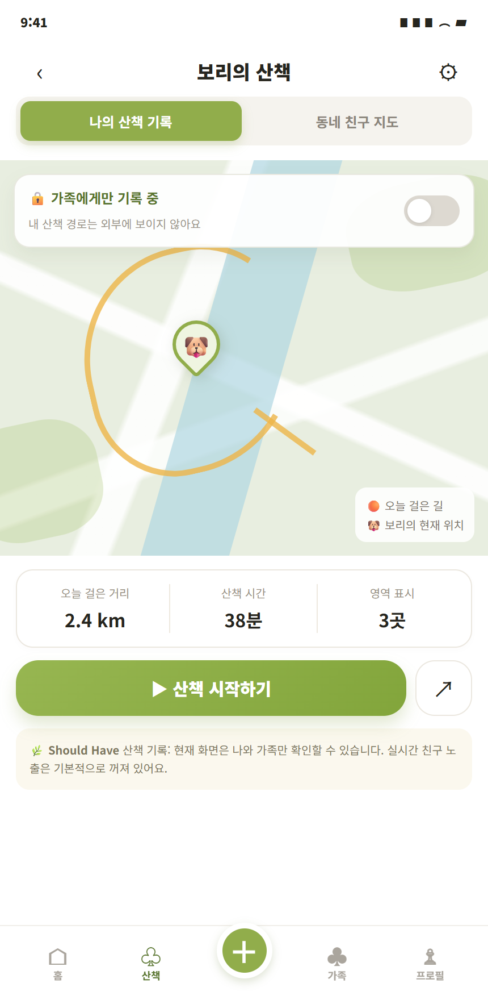 9:41
보리의 산책
나의 산책 기록
동네 친구 지도
가족에게만 기록 중
내 산책 경로는 외부에 보이지 않아요
오늘 걸은 길
보리의 현재 위치
오늘 걸은 거리
산책 시간
영역 표시
2.4 km
38분
3곳
▶ 산책 시작하기
Should Have 산책 기록: 현재 화면은 나와 가족만 확인할 수 있습니다. 실시간 친구 노
출은 기본적으로 꺼져 있어요.
홈
산책
가족
프로필